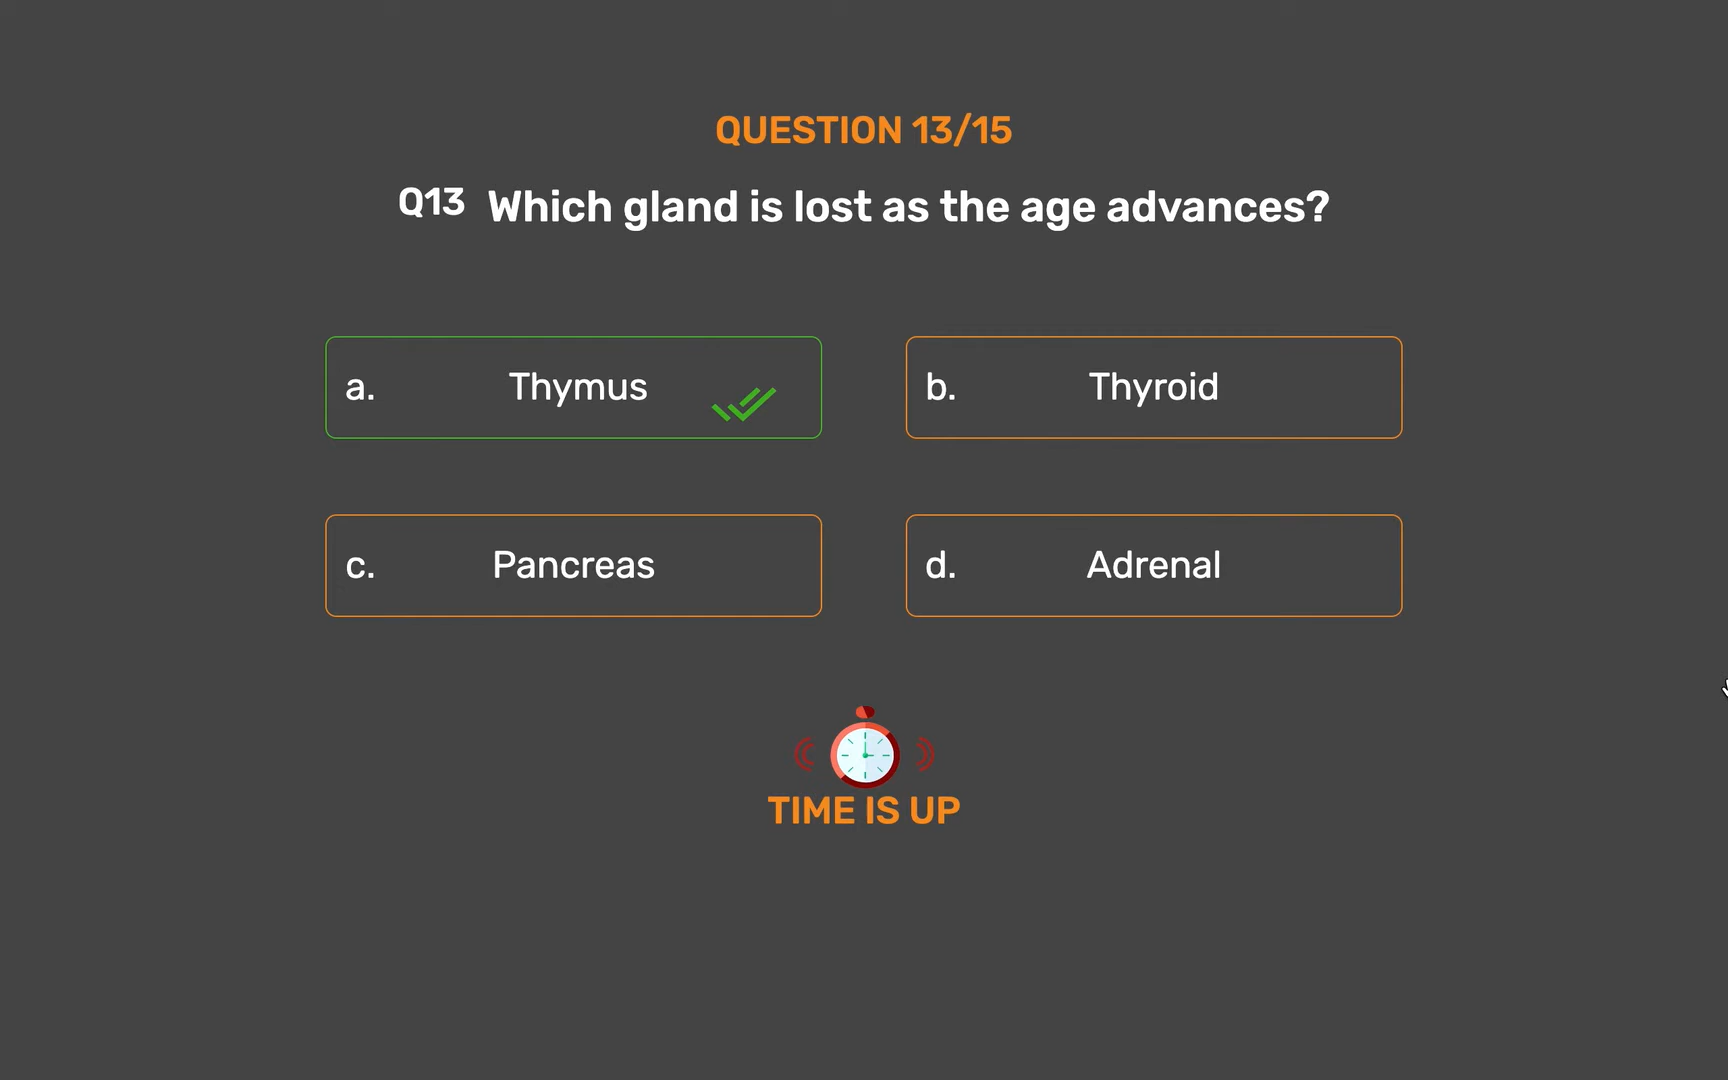 QUESTION 13/15
Q13 Which gland is lost as the age advances?
a. Thymus
b. Thyroid
c. Pancreas
d. Adrenal
TIME IS UP